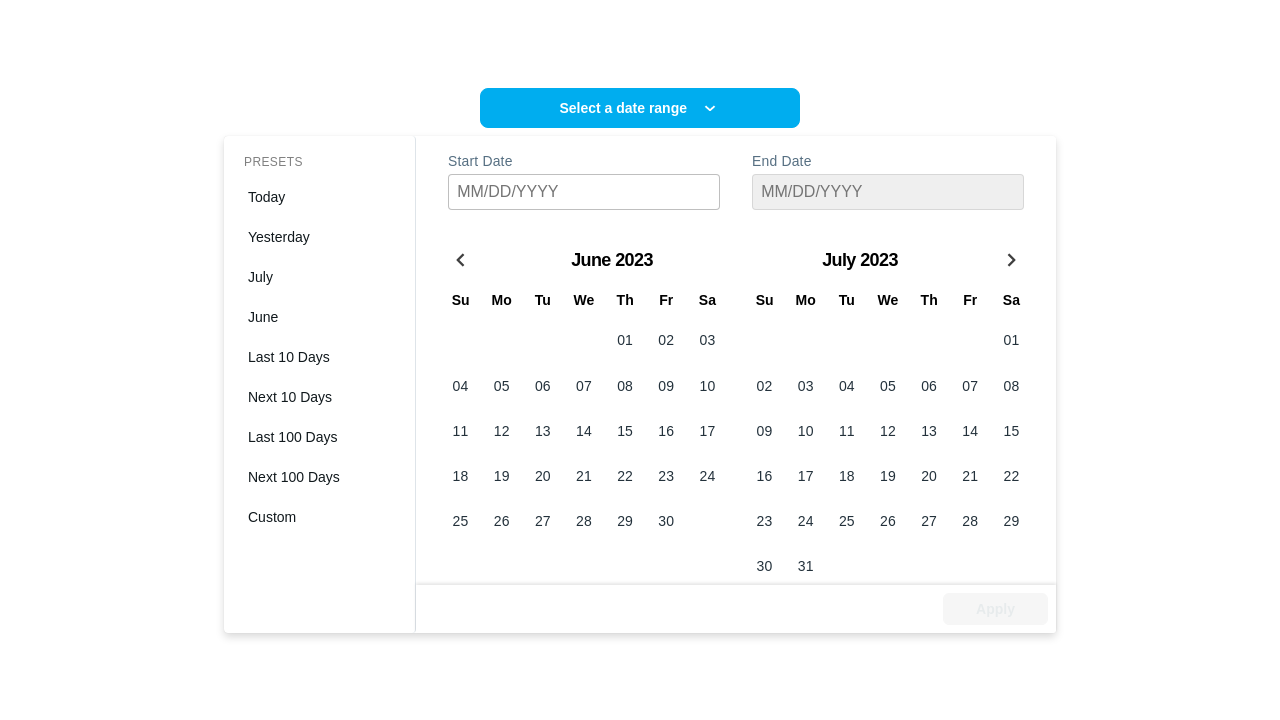 Select a date range
PRESETS
Today
Yesterday
July
June
Last 10 Days
Next 10 Days
Last 100 Days
Next 100 Days
Custom
Start Date
MM/DD/YYYY
End Date
MM/DD/YYYY
June 2023
Su Mo Tu We Th Fr Sa
01 02 03
04 05 06 07 08 09 10
11 12 13 14 15 16 17
18 19 20 21 22 23 24
25 26 27 28 29 30
July 2023
Su Mo Tu We Th Fr Sa
01
02 03 04 05 06 07 08
09 10 11 12 13 14 15
16 17 18 19 20 21 22
23 24 25 26 27 28 29
30 31
Apply